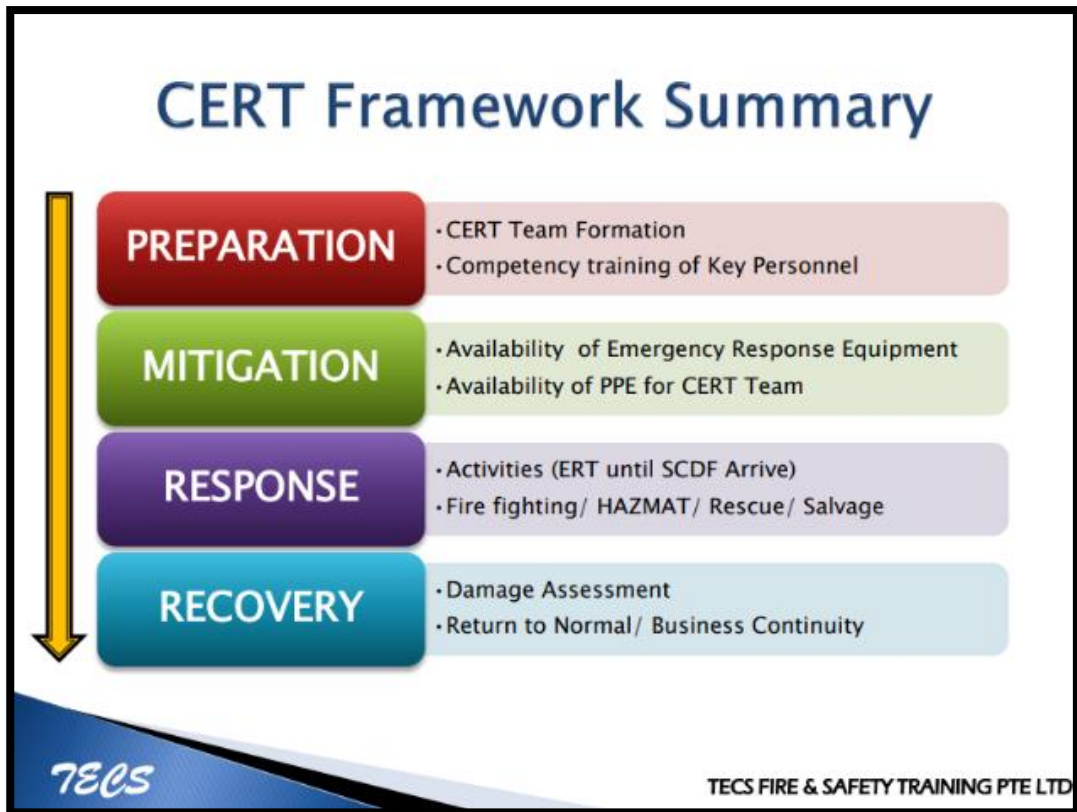 CERT Framework Summary
PREPARATION
·CERT Team Formation
·Competency training of Key Personnel
MITIGATION
·Availability of Emergency Response Equipment
·Availability of PPE for CERT Team
RESPONSE
·Activities (ERT until SCDF Arrive)
·Fire fighting/ HAZMAT/ Rescue/ Salvage
RECOVERY
·Damage Assessment
·Return to Normal/ Business Continuity
TECS
TECS FIRE & SAFETY TRAINING PTE LTD